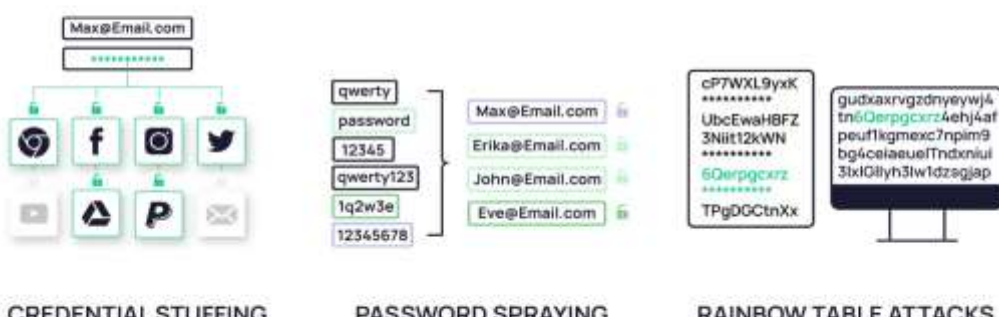 Max@Email.com
***********
qwerty
password
12345
qwerty123
1q2w3e
12345678
Max@Email.com
Erika@Email.com
John@Email.com
Eve@Email.com
cP7WXL9yxK
**********
UbcEwaHBFZ
3Niit12kWN
**********
6Qerpgcxrz
**********
TPgDGCtnXx
gudxaxrvgzdnyeywj4
tn6Qerpgcxrz4ehj4af
peuf1kgmexc7npim9
CREDENTIAL STUFFING
PASSWORD SPRAYING
RAINBOW TABLE ATTACKS